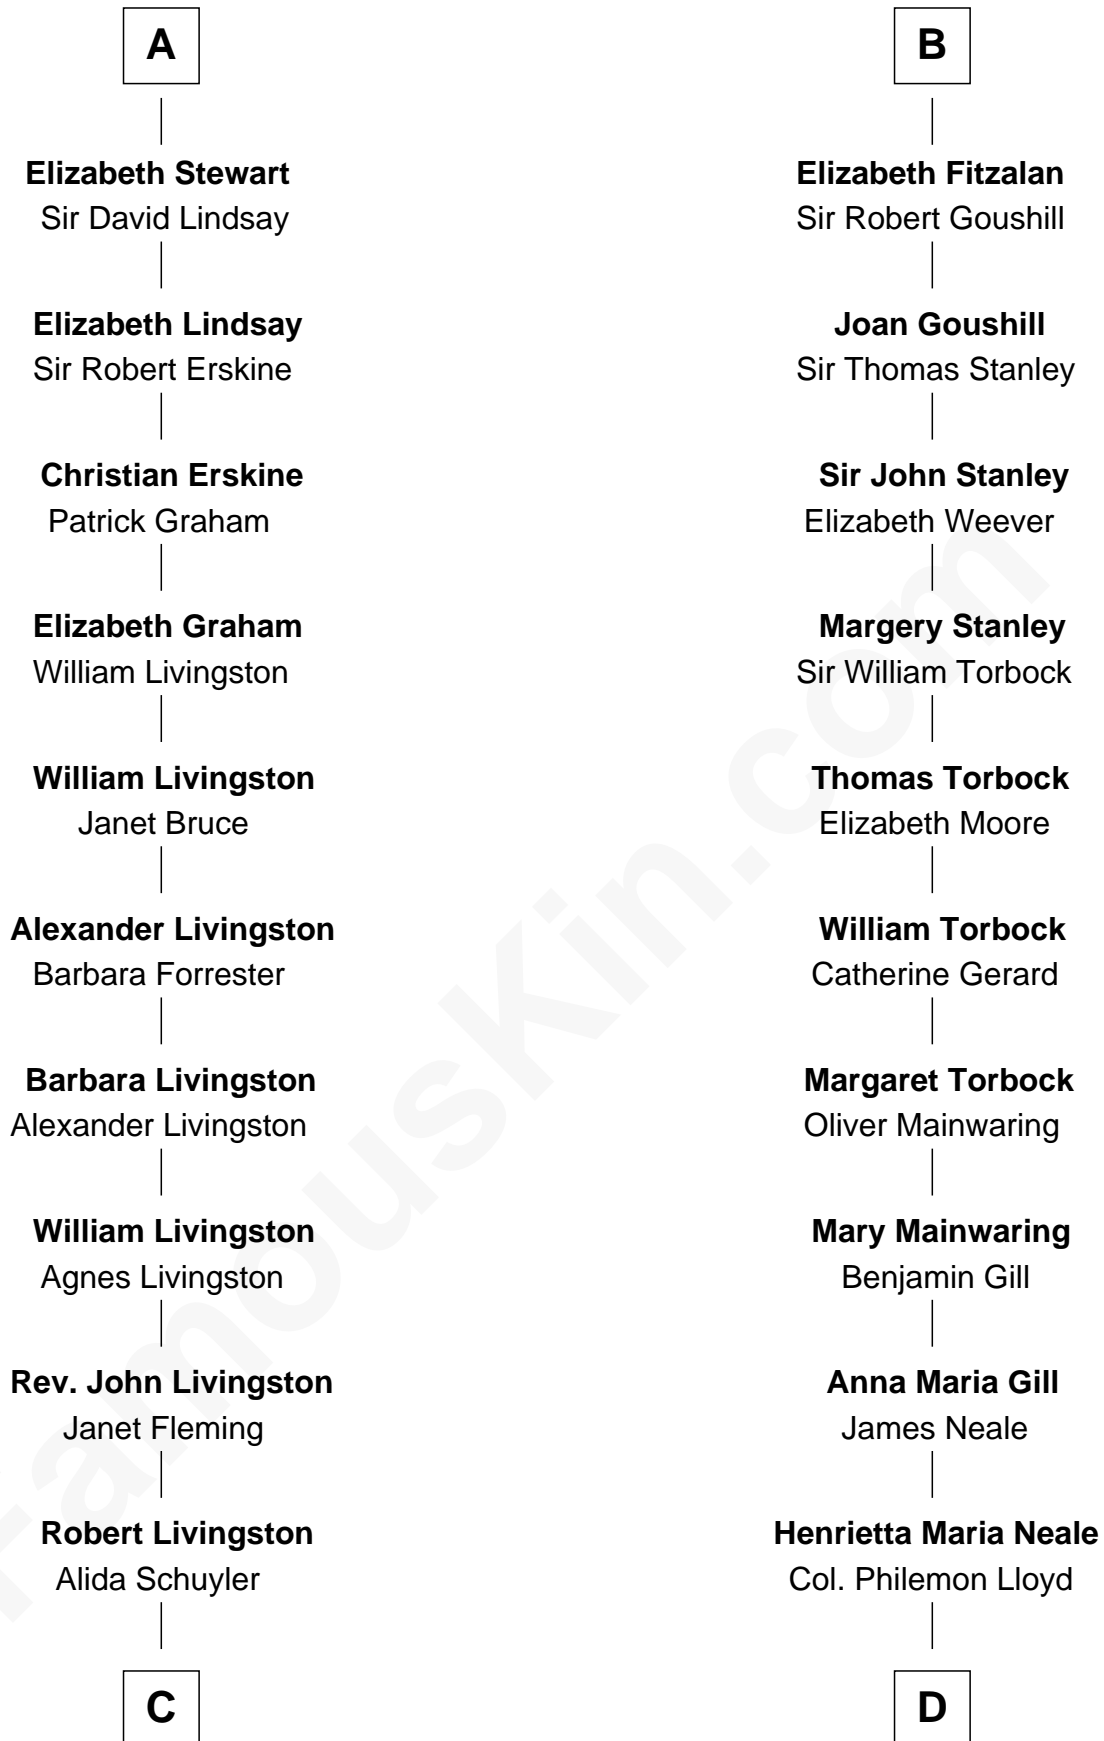 A
Elizabeth Stewart
Sir David Lindsay
Elizabeth Lindsay
Sir Robert Erskine
Christian Erskine
Patrick Graham
Elizabeth Graham
William Livingston
William Livingston
Janet Bruce
Alexander Livingston
Barbara Forrester
Barbara Livingston
Alexander Livingston
William Livingston
Agnes Livingston
Rev. John Livingston
Janet Fleming
Robert Livingston
Alida Schuyler
C
B
Elizabeth Fitzalan
Sir Robert Goushill
Joan Goushill
Sir Thomas Stanley
Sir John Stanley
Elizabeth Weever
Margery Stanley
Sir William Torbock
Thomas Torbock
Elizabeth Moore
William Torbock
Catherine Gerard
Margaret Torbock
Oliver Mainwaring
Mary Mainwaring
Benjamin Gill
Anna Maria Gill
James Neale
Henrietta Maria Neale
Col. Philemon Lloyd
D
FamousKin.com